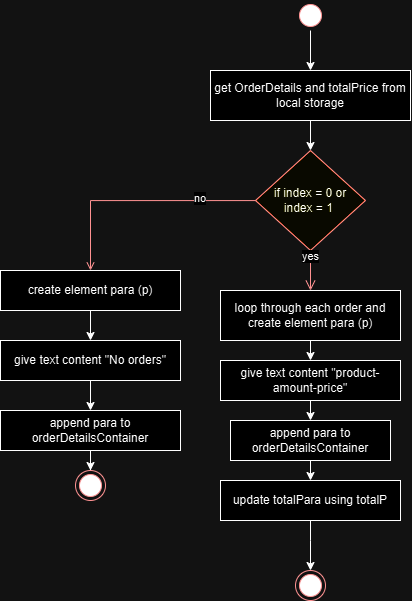 get OrderDetails and totalPrice from
local storage
if index = 0 or
index = 1
no
yes
create element para (p)
give text content "No orders"
append para to
orderDetailsContainer
loop through each order and
create element para (p)
give text content "product-
amount-price"
append para to
orderDetailsContainer
update totalPara using totalP